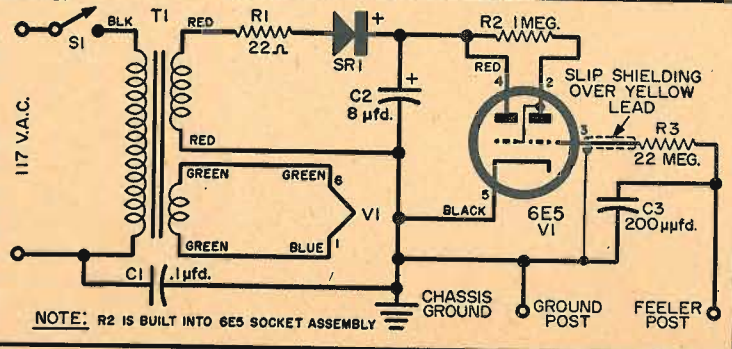 S1
BLK
T1
RED
R1
22Ω
SR1
+
R2 1 MEG.
RED
4
2
SLIP SHIELDING
OVER YELLOW
LEAD
+
C2
8 µfd.
3
R3
22 MEG.
117 V.A.C.
RED
GREEN
GREEN
6
V1
5
BLACK
6E5
V1
C3
200µµfd.
GREEN
BLUE
1
C1
.1µfd.
CHASSIS
GROUND
GROUND
POST
FEELER
POST
NOTE: R2 IS BUILT INTO 6E5 SOCKET ASSEMBLY